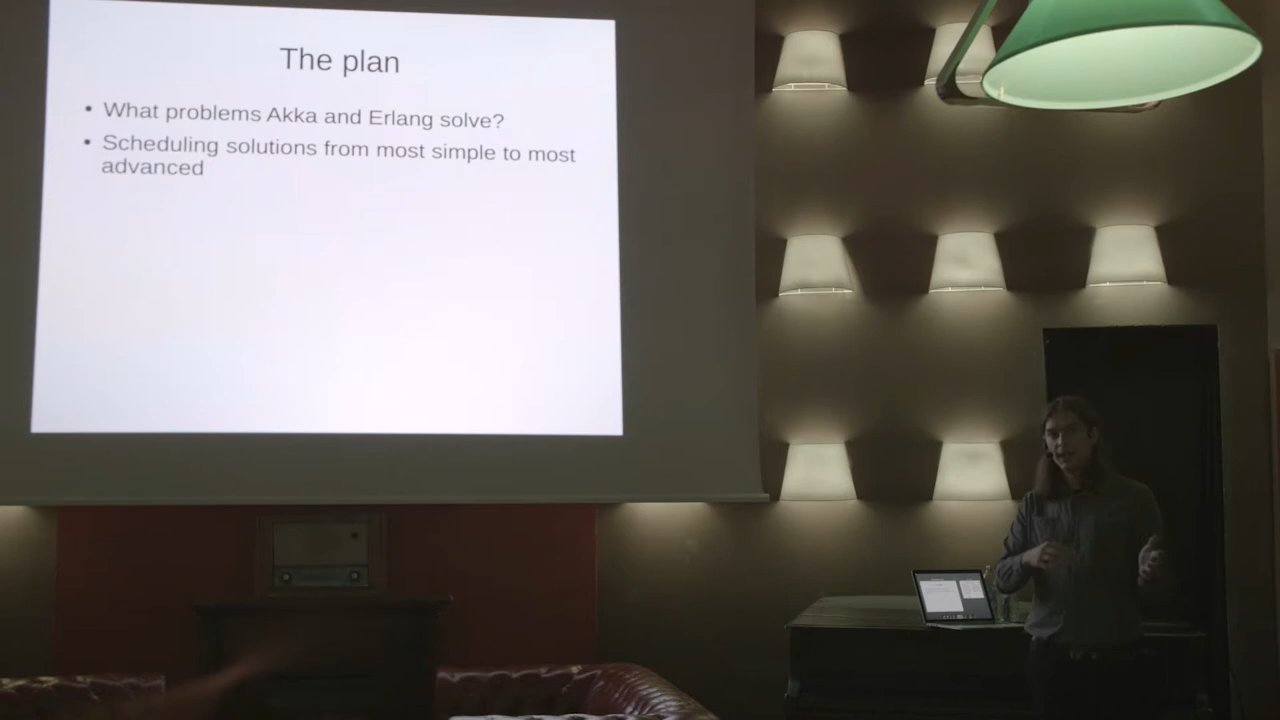 The plan
• What problems Akka and Erlang solve?
• Scheduling solutions from most simple to most
advanced